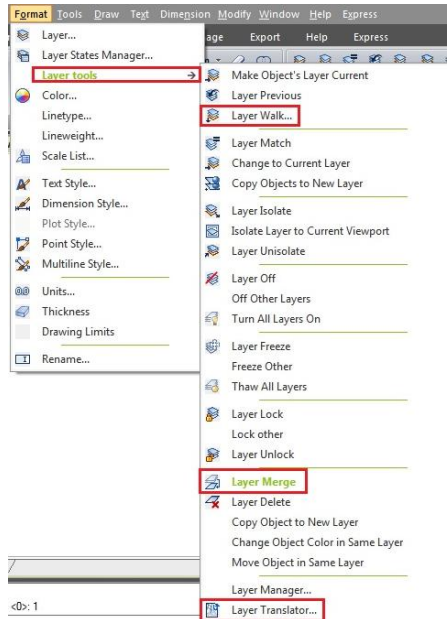 Format Tools Draw Text Dimension Modify Window Help Express
age Export Help Express
Layer...
Layer States Manager...
Layer tools
Color...
Linetype...
Lineweight...
Scale List...
Text Style...
Dimension Style...
Plot Style...
Point Style...
Multiline Style...
Units...
Thickness
Drawing Limits
Rename...
Make Object's Layer Current
Layer Previous
Layer Walk...
Layer Match
Change to Current Layer
Copy Objects to New Layer
Layer Isolate
Isolate Layer to Current Viewport
Layer Unisolate
Layer Off
Off Other Layers
Turn All Layers On
Layer Freeze
Freeze Other
Thaw All Layers
Layer Lock
Lock other
Layer Unlock
Layer Merge
Layer Delete
Copy Object to New Layer
Change Object Color in Same Layer
Move Object in Same Layer
Layer Manager...
Layer Translator...
<0>: 1